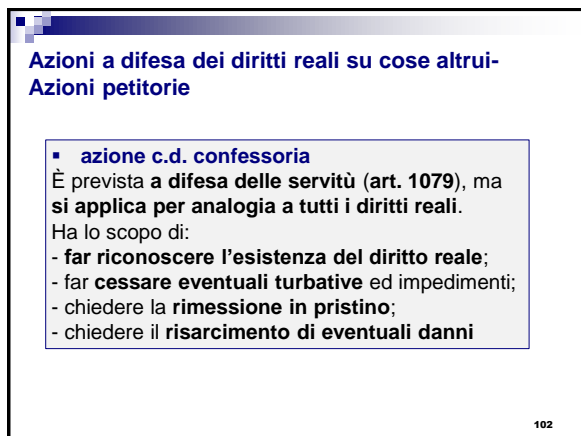 Azioni a difesa dei diritti reali su cose altrui-
Azioni petitorie
▪ azione c.d. confessoria
È prevista a difesa delle servitù (art. 1079), ma
si applica per analogia a tutti i diritti reali.
Ha lo scopo di:
- far riconoscere l'esistenza del diritto reale;
- far cessare eventuali turbative ed impedimenti;
- chiedere la rimessione in pristino;
- chiedere il risarcimento di eventuali danni
102